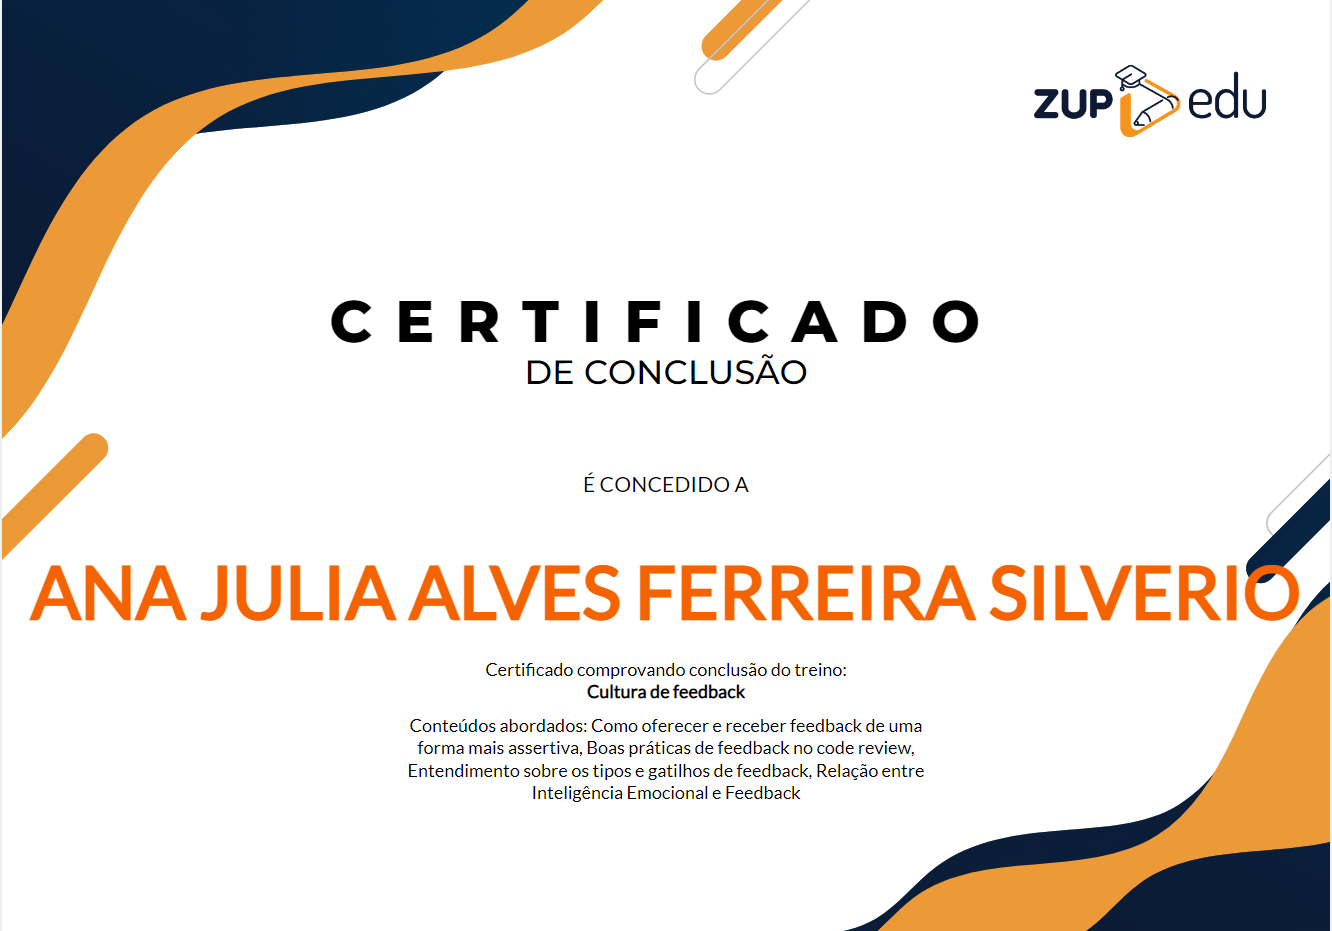 ZUP edu
CERTIFICADO
DE CONCLUSÃO
É CONCEDIDO A
ANA JULIA ALVES FERREIRA SILVERIO
Certificado comprovando conclusão do treino:
Cultura de feedback
Conteúdos abordados: Como oferecer e receber feedback de uma
forma mais assertiva, Boas práticas de feedback no code review,
Entendimento sobre os tipos e gatilhos de feedback, Relação entre
Inteligência Emocional e Feedback